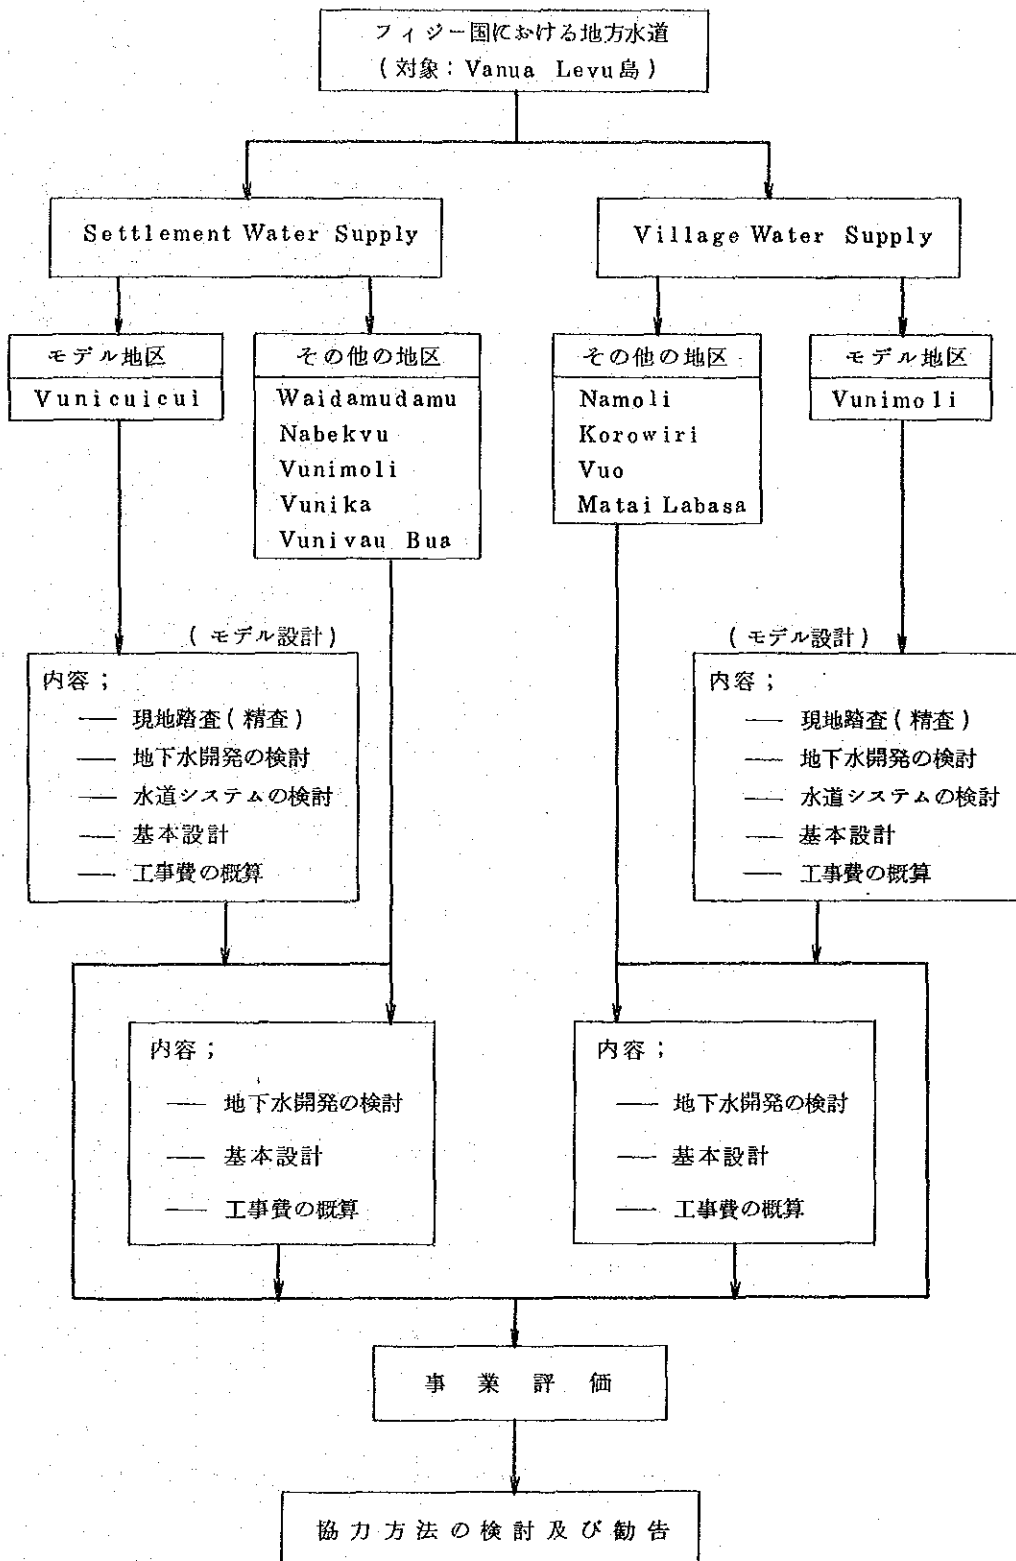 フィジー国における地方水道
(対象:Vanua Levu島)
Settlement Water Supply
Village Water Supply
モデル地区
Vunicuicui
その他の地区
Waidamudamu
Nabekvu
Vunimoli
Vunika
Vunivau Bua
その他の地区
Namoli
Korowiri
Vuo
Matai Labasa
モデル地区
Vunimoli
(モデル設計)
内容;
― 現地踏査(精査)
― 地下水開発の検討
― 水道システムの検討
― 基本設計
― 工事費の概算
(モデル設計)
内容;
― 現地踏査(精査)
― 地下水開発の検討
― 水道システムの検討
― 基本設計
― 工事費の概算
内容;
― 地下水開発の検討
― 基本設計
― 工事費の概算
内容;
― 地下水開発の検討
― 基本設計
― 工事費の概算
事業評価
協力方法の検討及び勧告